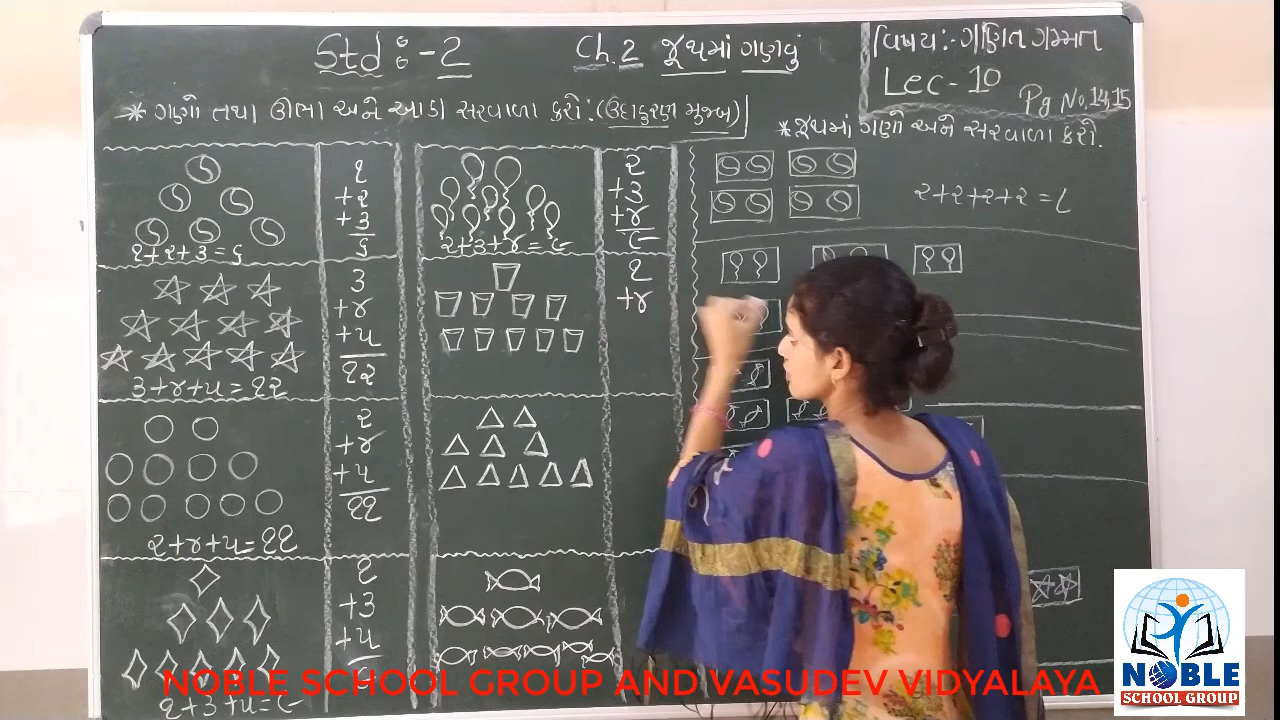 Std :- 2
Ch. 2 જૂથમાં ગણવું
વિષય:- ગણિત ગમ્મત
Lec - 10
Pg No. 14,15
* ગણો તથા ઊભા અને આડા સરવાળા કરો. (ઉદાહરણ મુજબ)
* જૂથમાં ગણો અને સરવાળા કરો.
૧
+૨
+૩
૬
૧+૨+૩=૬
૨
+૩
+૪
૯
૨+૩+૪=૯
૨+૨+૨+૨=૮
૩
+૪
+૫
૧૨
૩+૪+૫=૧૨
૧
+૪
૨
+૪
+૫
૧૧
૨+૪+૫=૧૧
૧
+૩
+૫
૯
૧+૩+૫=૯
NOBLE SCHOOL GROUP AND VASUDEV VIDYALAYA
NOBLE
SCHOOL GROUP